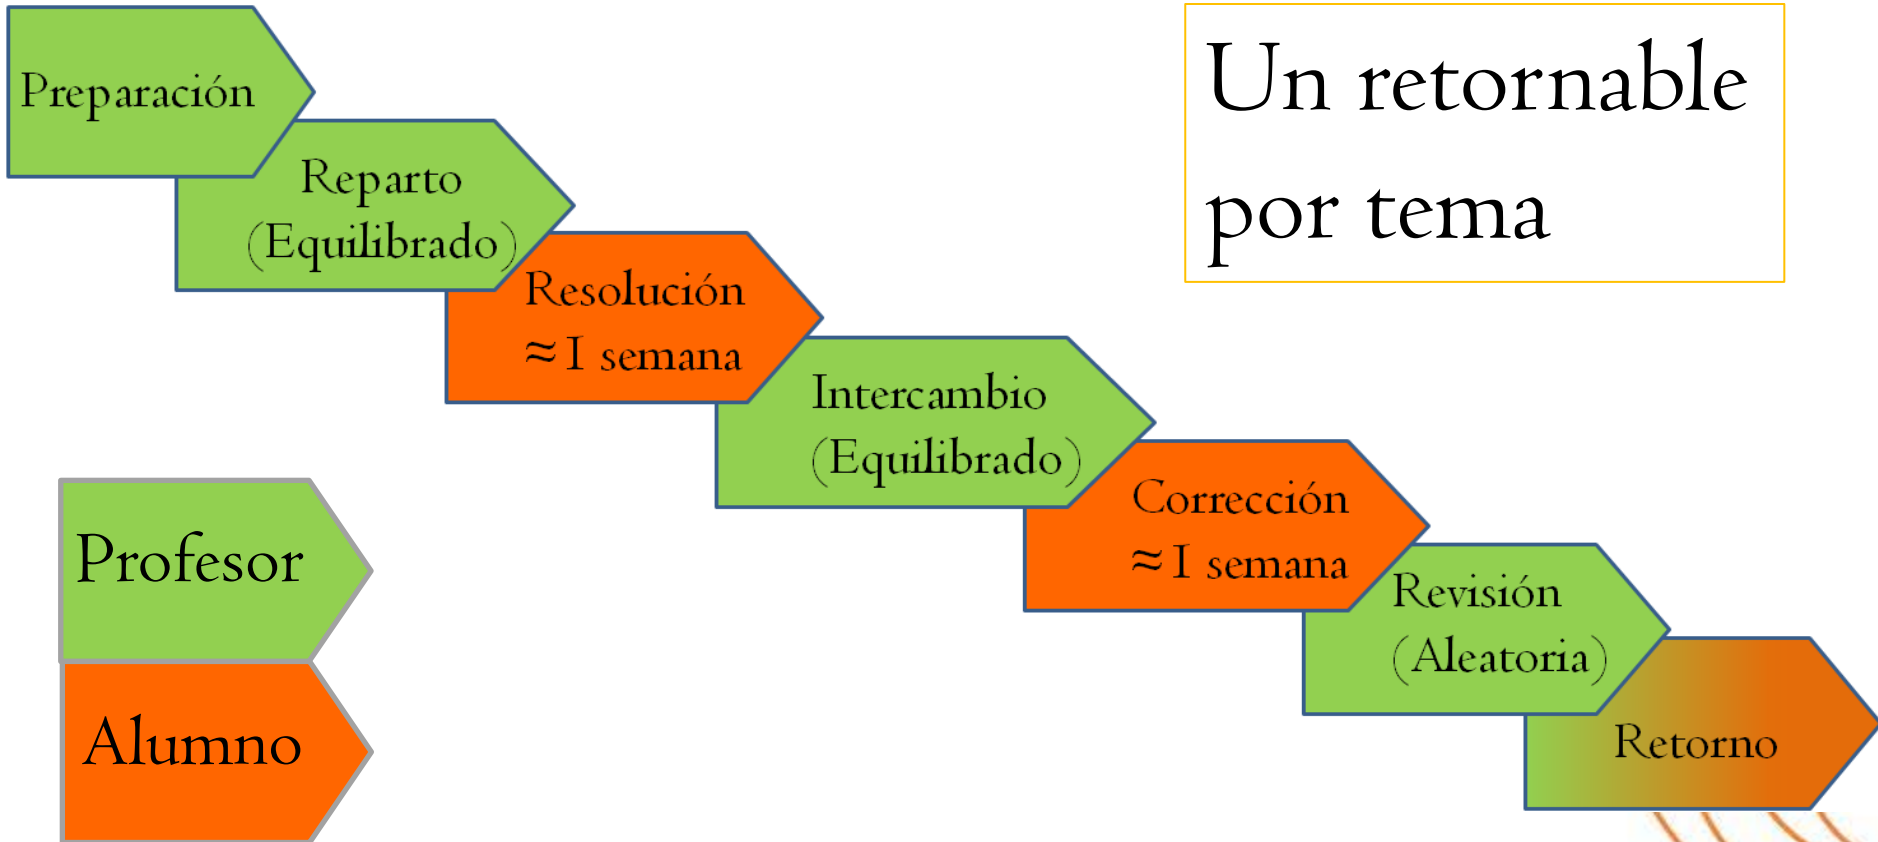 Preparación
Reparto
(Equilibrado)
Resolución
≈ 1 semana
Intercambio
(Equilibrado)
Corrección
≈ 1 semana
Revisión
(Aleatoria)
Retorno
Un retornable
por tema
Profesor
Alumno